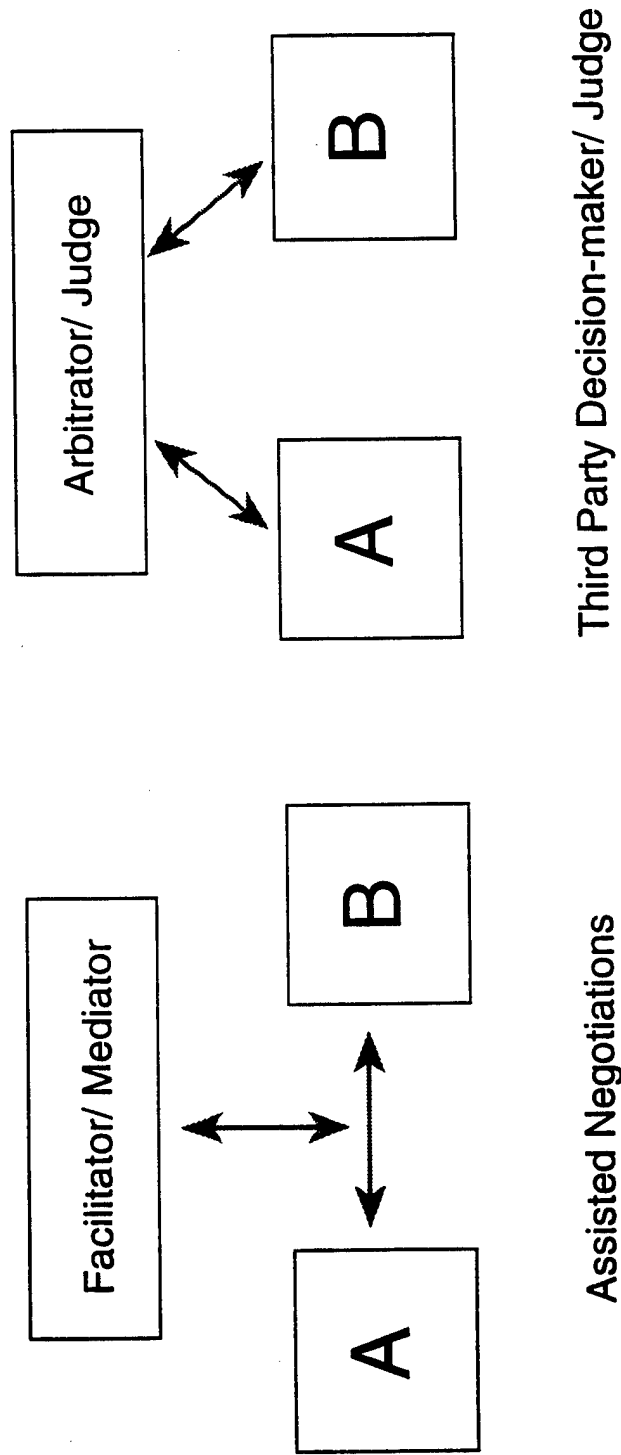 Facilitator/ Mediator
A
B
Assisted Negotiations
Arbitrator/ Judge
A
B
Third Party Decision-maker/ Judge